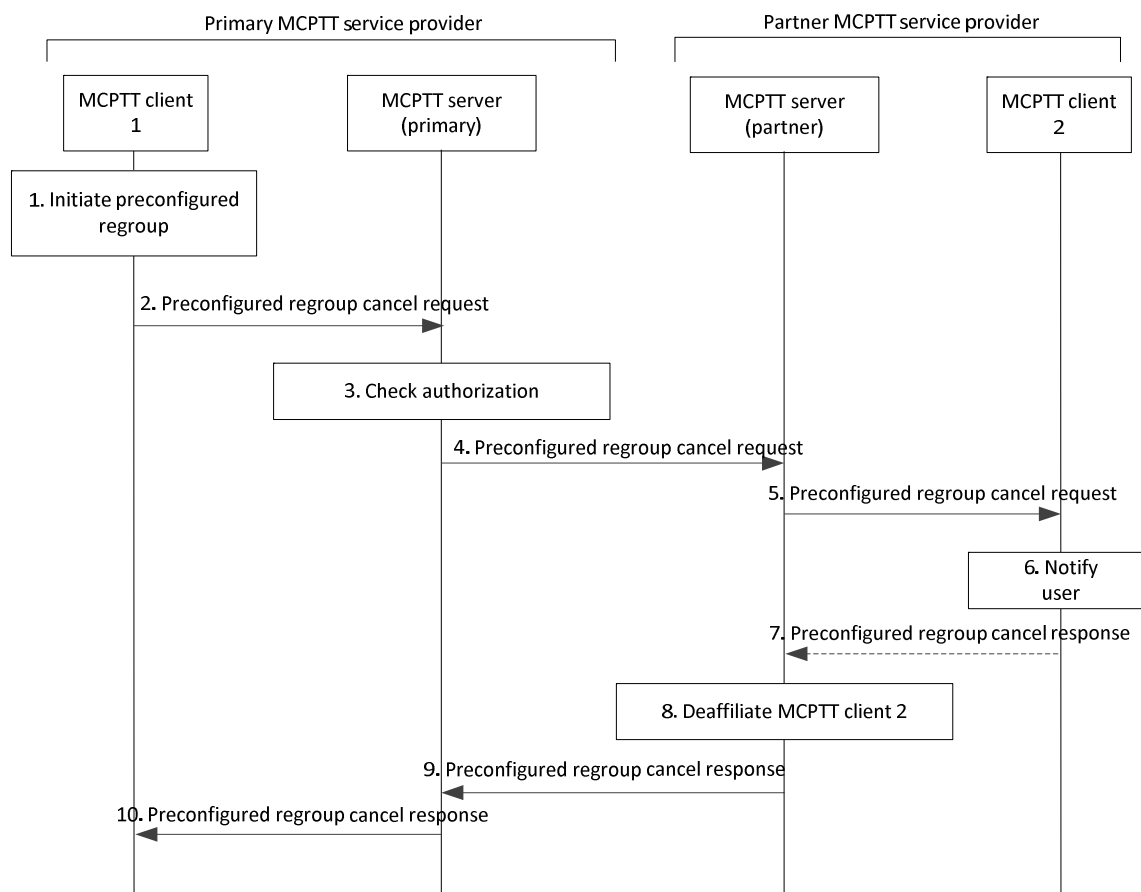 Primary MCPTT service provider
Partner MCPTT service provider
MCPTT client
1
MCPTT server
(primary)
MCPTT server
(partner)
MCPTT client
2
1. Initiate preconfigured
regroup
2. Preconfigured regroup cancel request
3. Check authorization
4. Preconfigured regroup cancel request
5. Preconfigured regroup cancel request
6. Notify
user
7. Preconfigured regroup cancel response
8. Deaffiliate MCPTT client 2
9. Preconfigured regroup cancel response
10. Preconfigured regroup cancel response